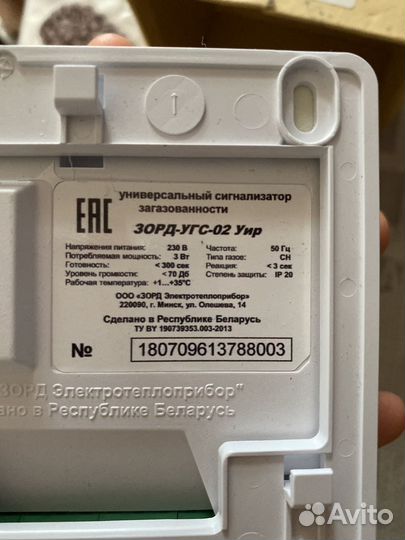 EAC
универсальный сигнализатор
загазованности
ЗОРД-УГС-02 Уир
Напряжения питания: 230 В Частота: 50 Гц
Потребляемая мощность: 3 Вт Типа газов: СН
Готовность: < 300 сек Реакция: < 3 сек
Уровень громкости: < 70 Дб Степень защиты: IP 20
Рабочая температура: +1...+35°С
ООО «ЗОРД Электротеплоприбор»
220090, г. Минск, ул. Олешева, 14
Сделано в Республике Беларусь
ТУ BY 190739353.003-2013
№ 180709613788003
ЗОРД Электротеплоприбор"
но в Республике Беларусь
Avito